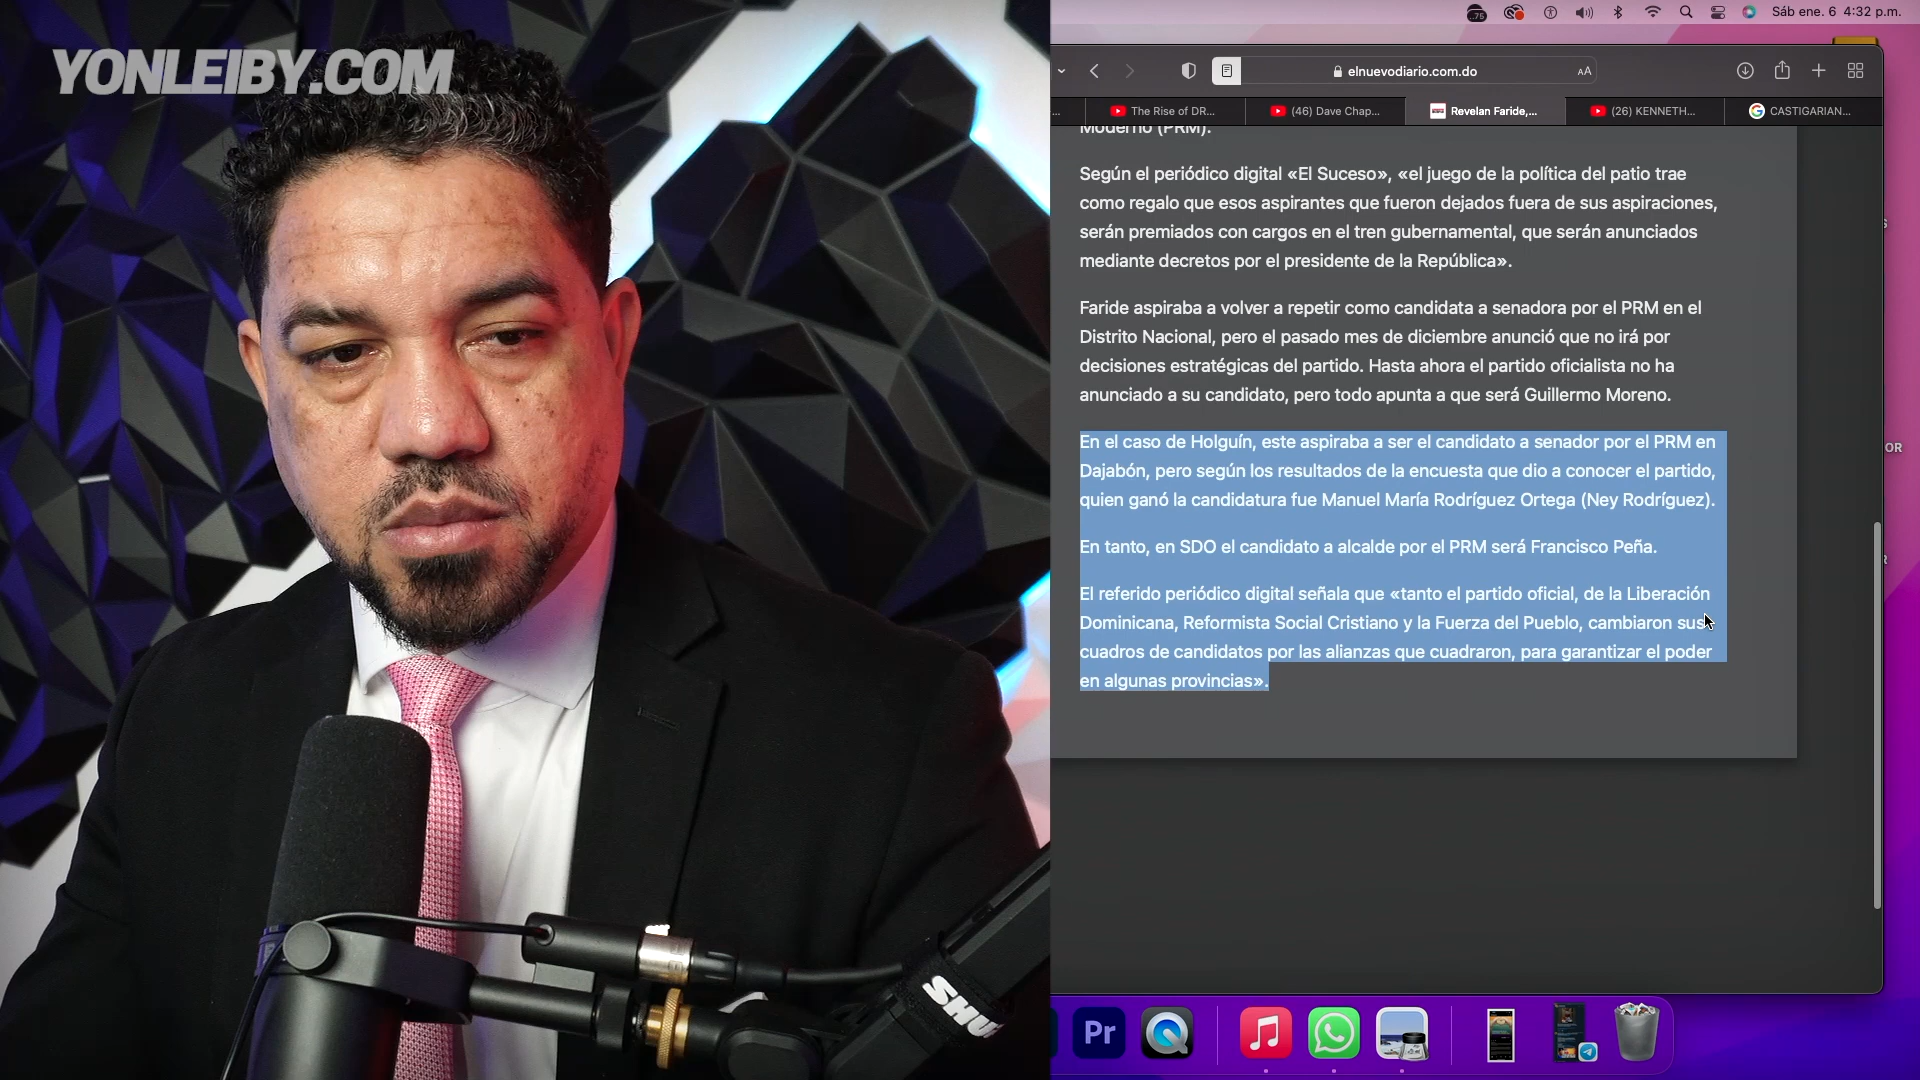 YONLEIBY.COM
Sáb ene. 6 4:32 p.m.
elnuevodiario.com.do
AA
The Rise of DR...
(46) Dave Chap...
Revelan Faride,...
(26) KENNETH...
CASTIGARIAN...
Moderno (PRM).
Según el periódico digital «El Suceso», «el juego de la política del patio trae
como regalo que esos aspirantes que fueron dejados fuera de sus aspiraciones,
serán premiados con cargos en el tren gubernamental, que serán anunciados
mediante decretos por el presidente de la República».
Faride aspiraba a volver a repetir como candidata a senadora por el PRM en el
Distrito Nacional, pero el pasado mes de diciembre anunció que no irá por
decisiones estratégicas del partido. Hasta ahora el partido oficialista no ha
anunciado a su candidato, pero todo apunta a que será Guillermo Moreno.
En el caso de Holguín, este aspiraba a ser el candidato a senador por el PRM en
Dajabón, pero según los resultados de la encuesta que dio a conocer el partido,
quien ganó la candidatura fue Manuel María Rodríguez Ortega (Ney Rodríguez).
En tanto, en SDO el candidato a alcalde por el PRM será Francisco Peña.
El referido periódico digital señala que «tanto el partido oficial, de la Liberación
Dominicana, Reformista Social Cristiano y la Fuerza del Pueblo, cambiaron sus
cuadros de candidatos por las alianzas que cuadraron, para garantizar el poder
en algunas provincias».
OR
Pr
SHU